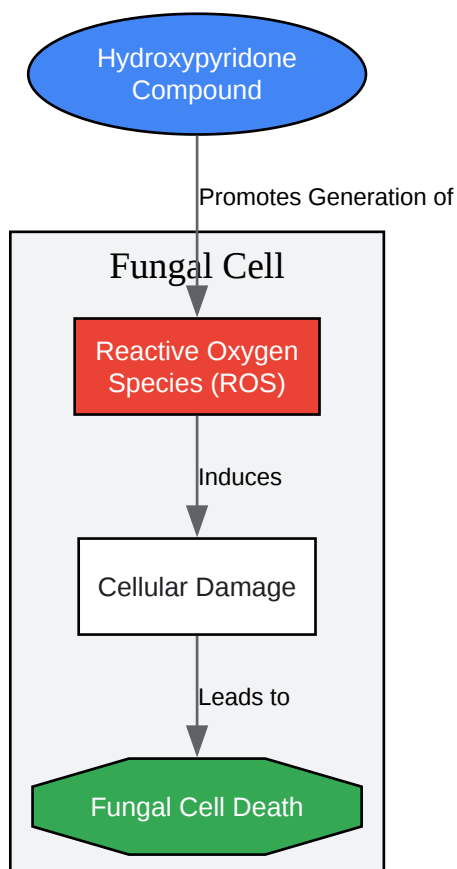 Hydroxypyridone
Compound
Promotes Generation of
Fungal Cell
Reactive Oxygen
Species (ROS)
Induces
Cellular Damage
Leads to
Fungal Cell Death